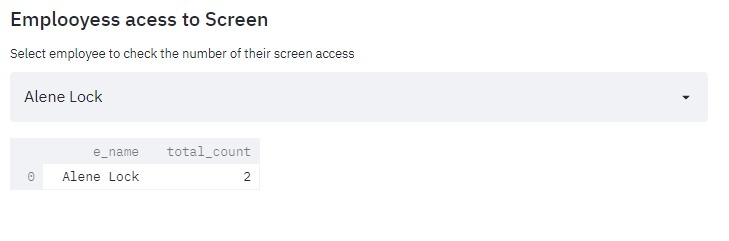 Emplooyess acess to Screen
Select employee to check the number of their screen access
Alene Lock
e_name total_count
0 Alene Lock 2